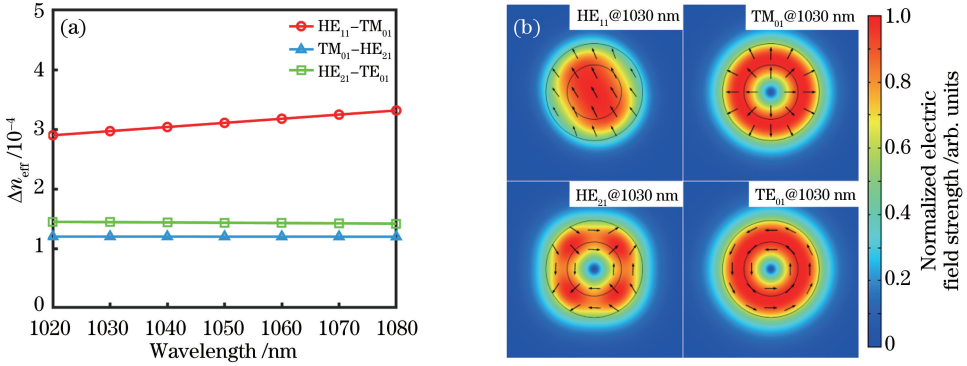 (a)
HE₁₁−TM₀₁
TM₀₁−HE₂₁
HE₂₁−TE₀₁
5
4
3
2
1
0
Δn_eff /10⁻⁴
1020 1030 1040 1050 1060 1070 1080
Wavelength /nm
(b)
HE₁₁@1030 nm
TM₀₁@1030 nm
HE₂₁@1030 nm
TE₀₁@1030 nm
1.0
0.8
0.6
0.4
0.2
0
Normalized electric
field strength /arb. units